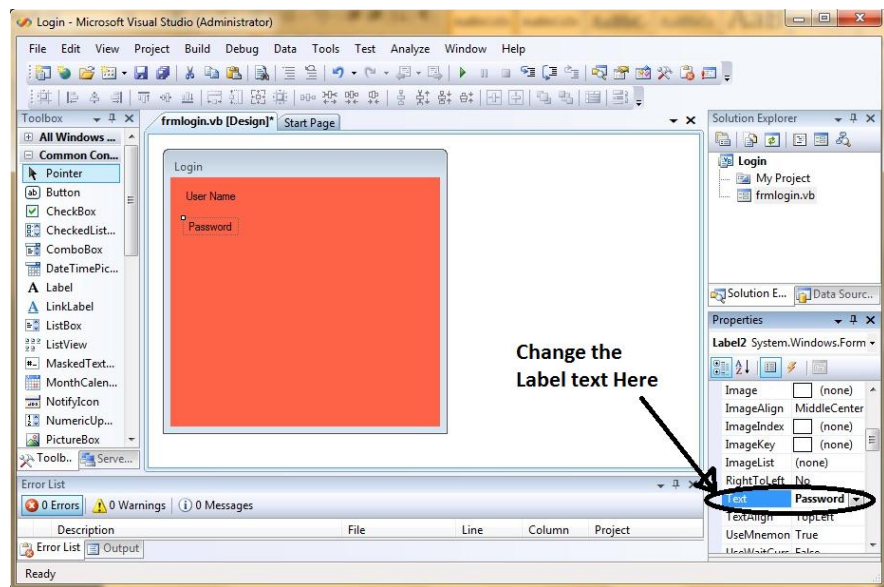 Login - Microsoft Visual Studio (Administrator)
File Edit View Project Build Debug Data Tools Test Analyze Window Help
Toolbox
All Windows ...
Common Con...
Pointer
Button
CheckBox
CheckedList...
ComboBox
DateTimePic...
Label
LinkLabel
ListBox
ListView
MaskedText...
MonthCalen...
NotifyIcon
NumericUp...
PictureBox
Toolb.. Serve...
frmlogin.vb [Design]* Start Page
Login
User Name
Password
Change the
Label text Here
Solution Explorer
Login
My Project
frmlogin.vb
Solution E... Data Sourc..
Properties
Label2 System.Windows.Form
Image (none)
ImageAlign MiddleCenter
ImageIndex (none)
ImageKey (none)
ImageList (none)
RightToLeft No
Text Password
TextAlign TopLeft
UseMnemon True
UseWaitCurs False
Error List
0 Errors 0 Warnings 0 Messages
Description File Line Column Project
Error List Output
Ready